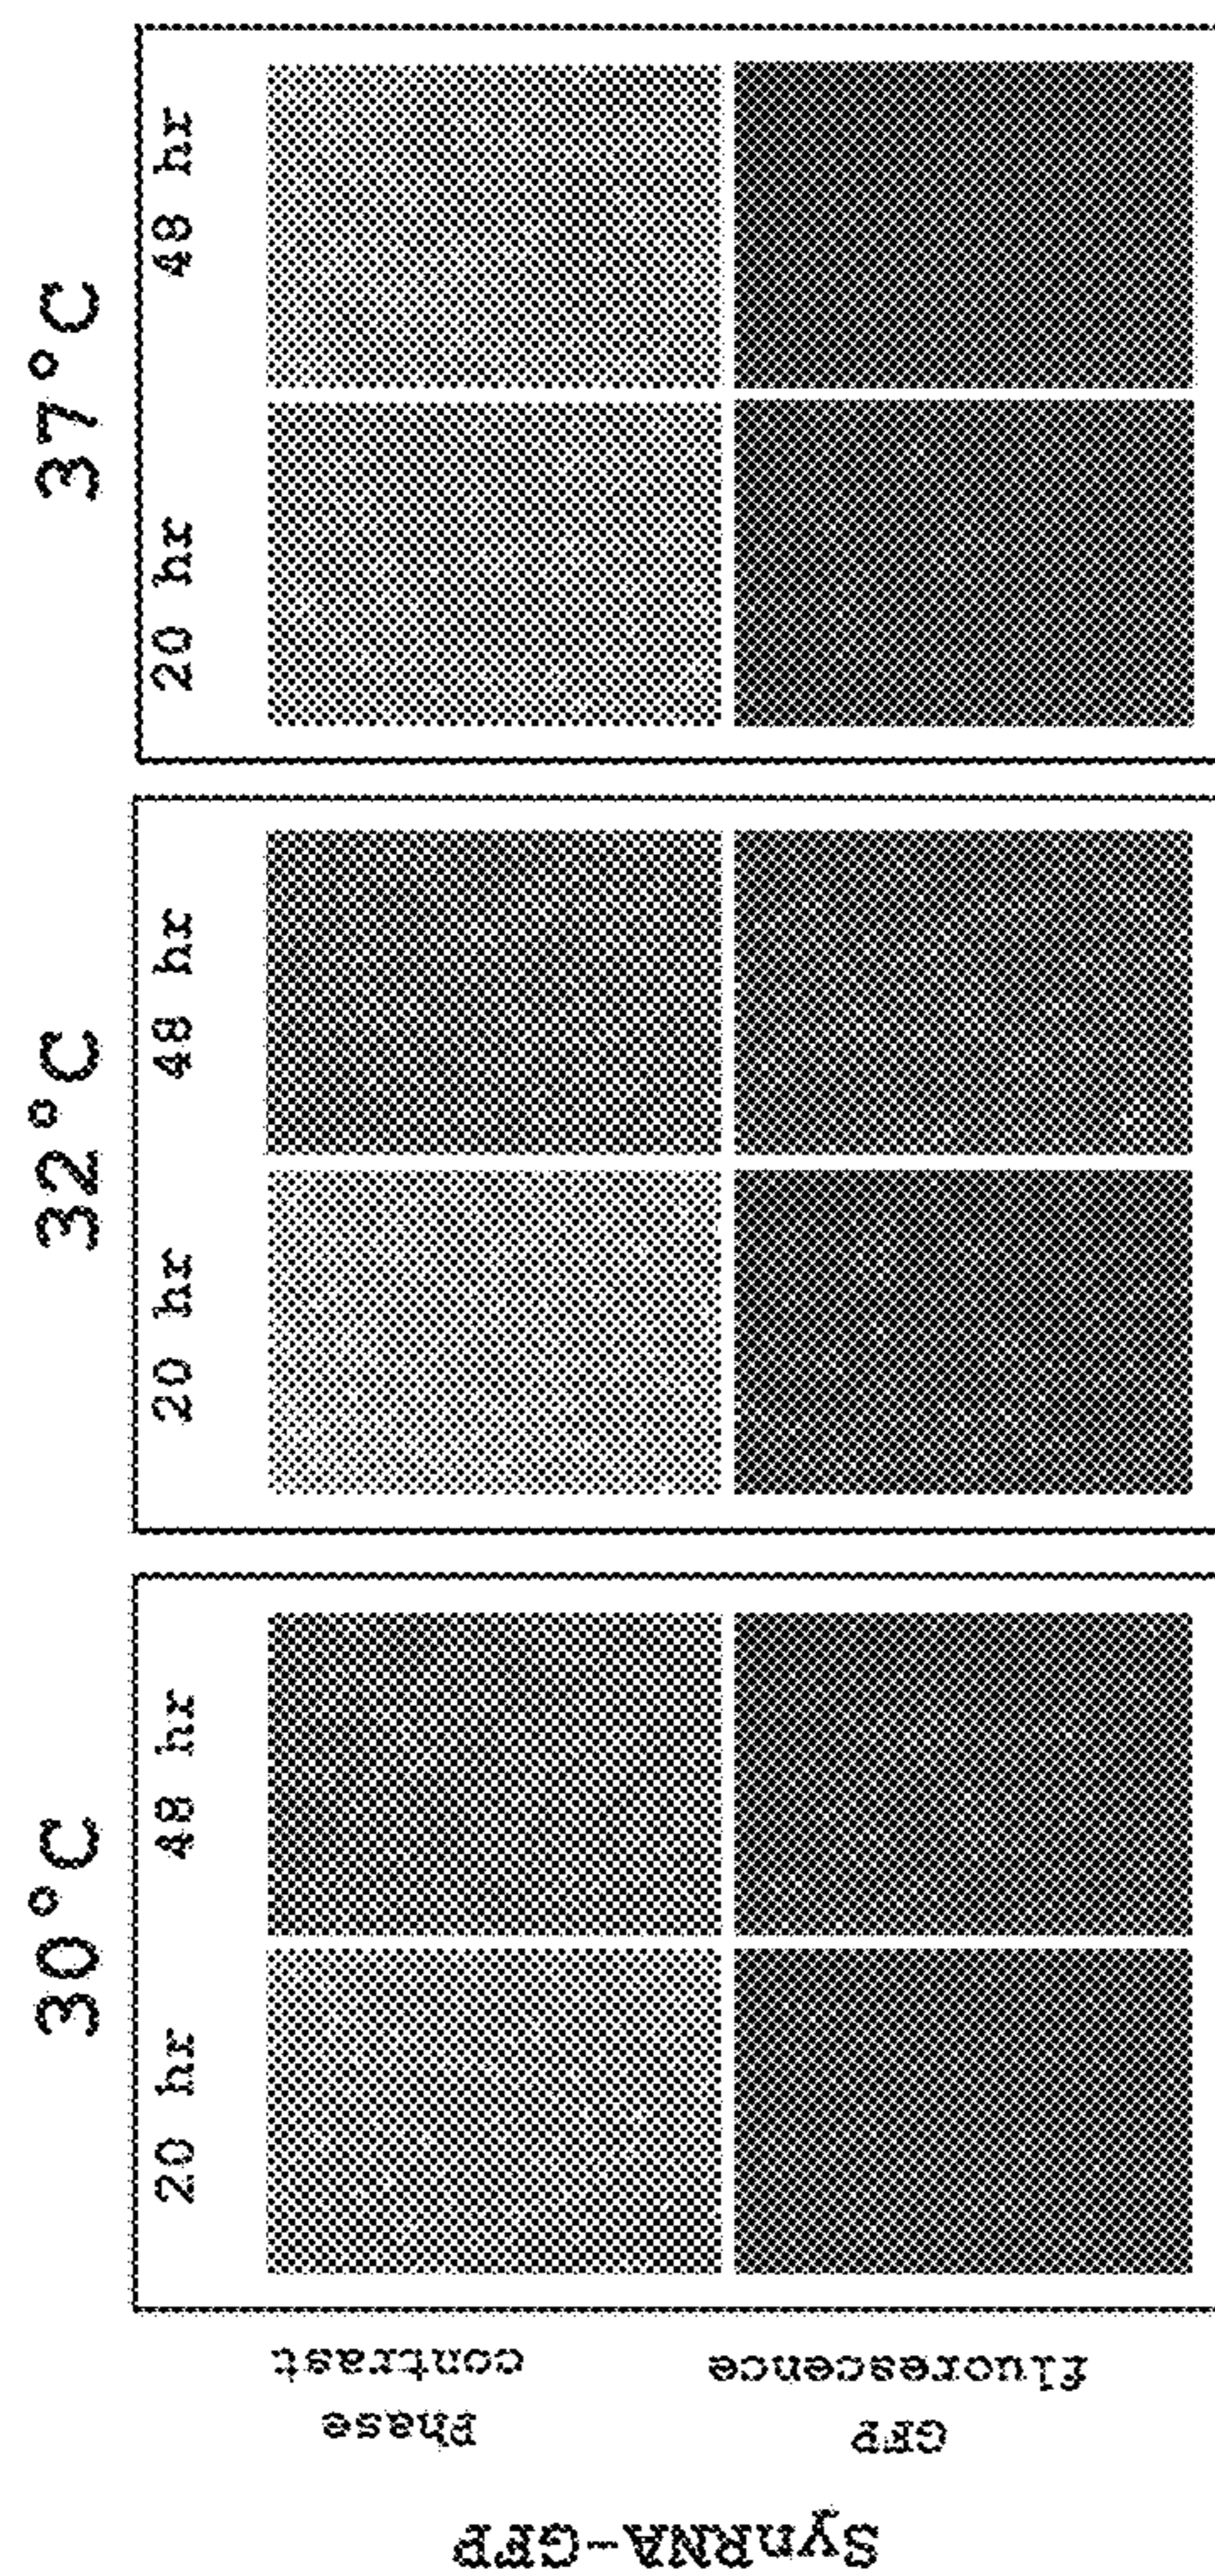 30°C
32°C
37°C
20 hr
48 hr
20 hr
48 hr
20 hr
48 hr
Phase
contrast
GFP
fluorescence
SynRNA-GFP